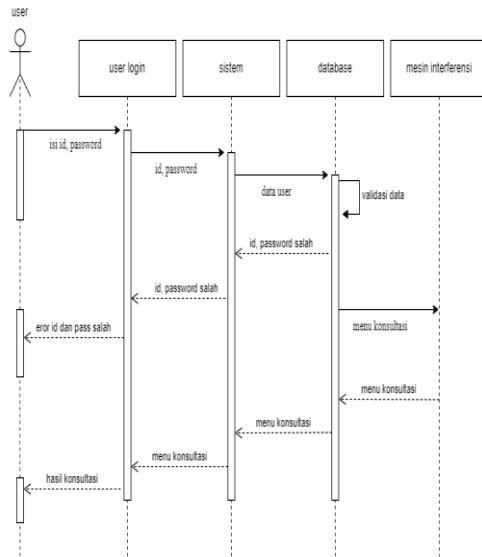 user
user login
sistem
database
mesin interferensi
isi id, password
id, password
data user
validasi data
id, password salah
id, password salah
menu konsultasi
eror id dan pass salah
menu konsultasi
menu konsultasi
menu konsultasi
hasil konsultasi